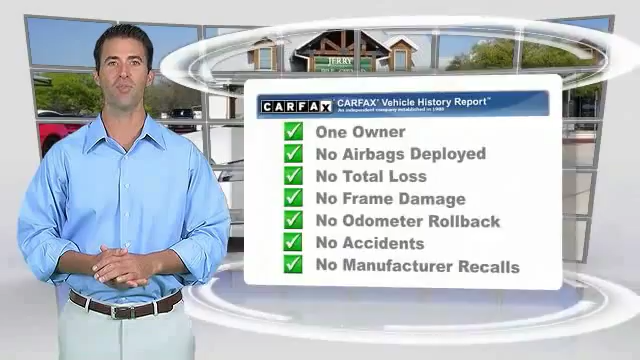 JERRY
CARFAX CARFAX® Vehicle History Report™
An independent company established in 1986
One Owner
No Airbags Deployed
No Total Loss
No Frame Damage
No Odometer Rollback
No Accidents
No Manufacturer Recalls